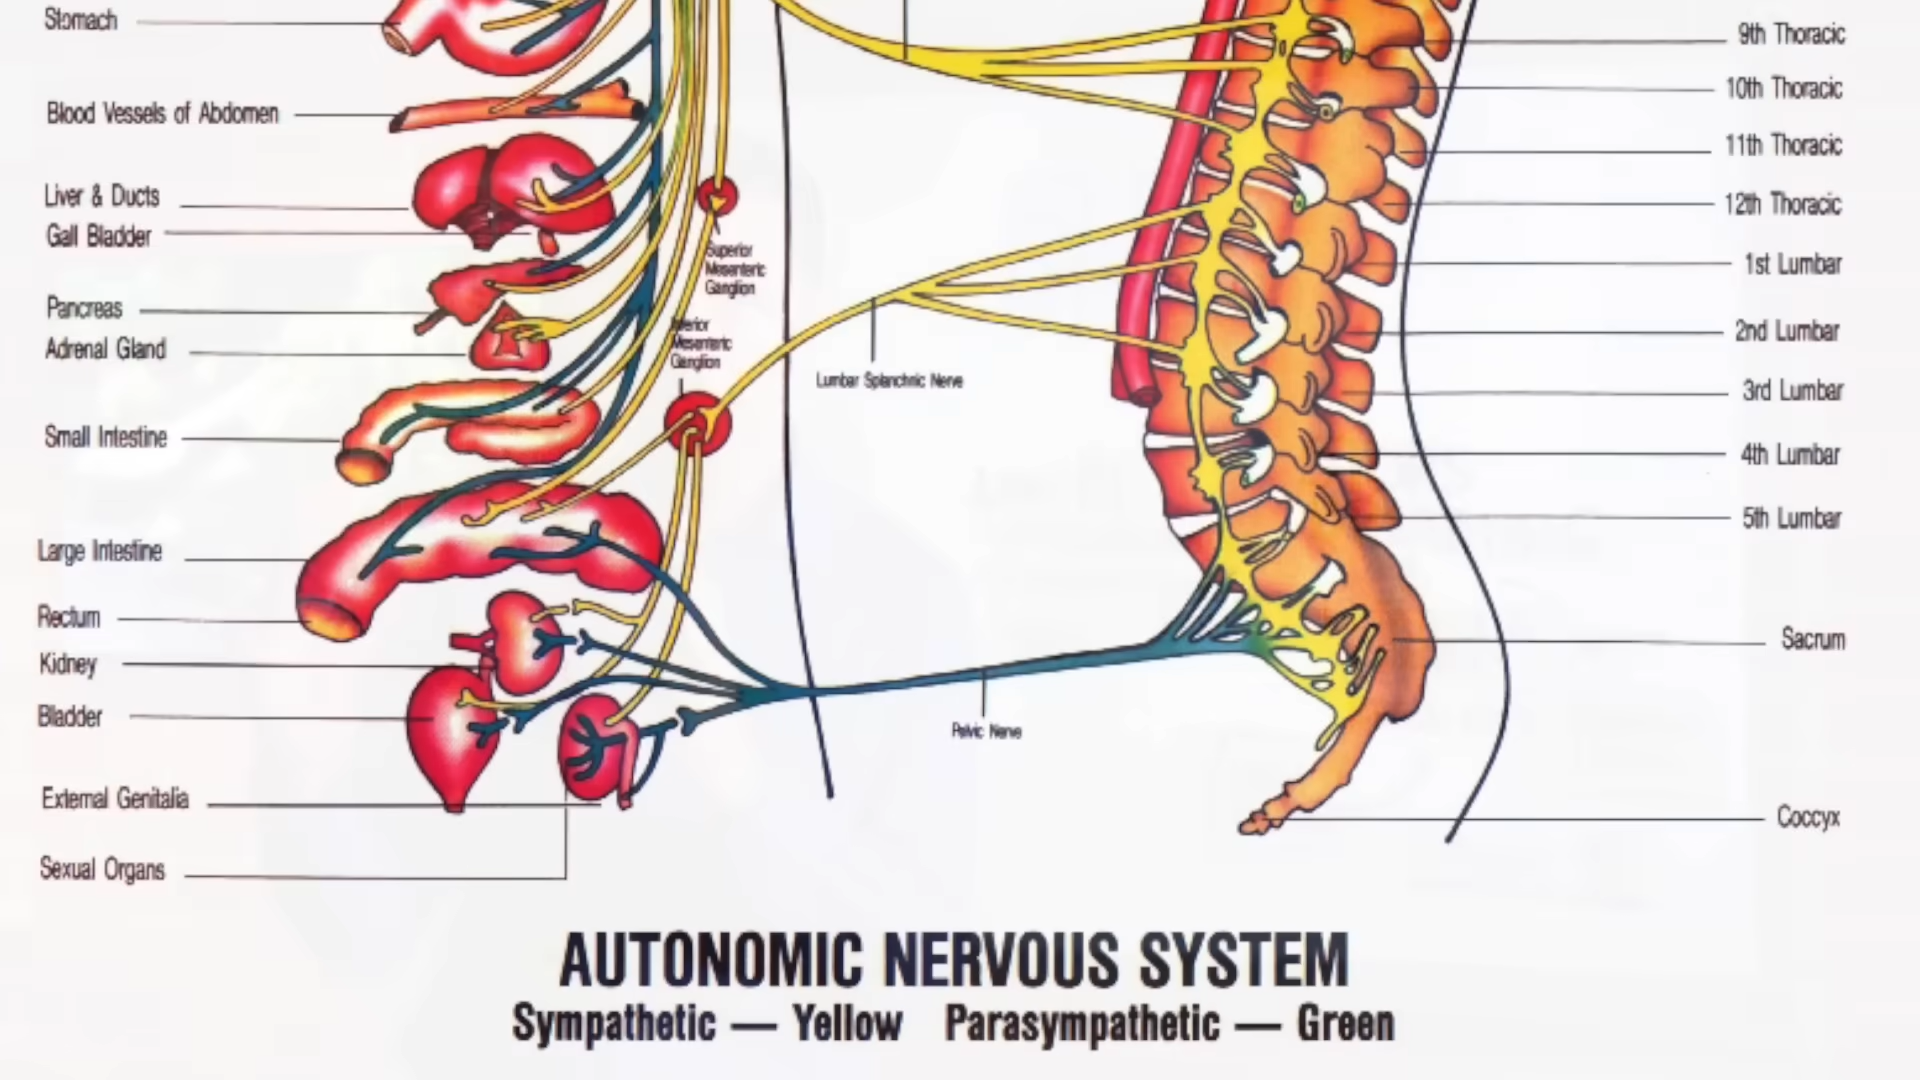 Stomach
Blood Vessels of Abdomen
Liver & Ducts
Gall Bladder
Pancreas
Adrenal Gland
Small Intestine
Large Intestine
Rectum
Kidney
Bladder
External Genitalia
Sexual Organs
Superior
Mesenteric
Ganglion
Inferior
Mesenteric
Ganglion
Lumbar Splanchnic Nerve
Pelvic Nerve
9th Thoracic
10th Thoracic
11th Thoracic
12th Thoracic
1st Lumbar
2nd Lumbar
3rd Lumbar
4th Lumbar
5th Lumbar
Sacrum
Coccyx
AUTONOMIC NERVOUS SYSTEM
Sympathetic — Yellow Parasympathetic — Green